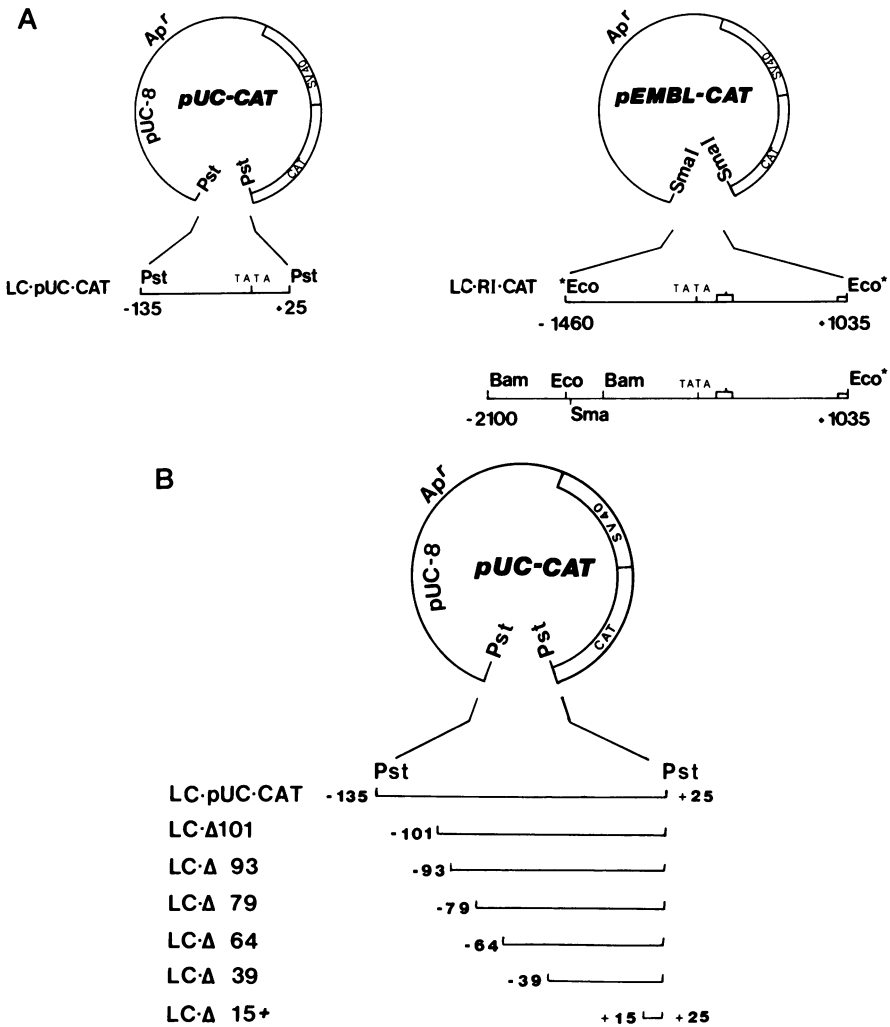 A
Apʳ
pUC-8
pUC-CAT
SV40
CAT
Pst Pst
LC·pUC·CAT Pst TATA Pst
-135 +25
Apʳ
pEMBL-CAT
SV40
CAT
SmaI SmaI
LC·RI·CAT *Eco TATA Eco*
-1460 +1035
Bam Eco Bam TATA Eco*
-2100 Sma +1035
B
Apʳ
pUC-8
pUC-CAT
SV40
CAT
Pst Pst
Pst Pst
LC·pUC·CAT -135 +25
LC·Δ101 -101
LC·Δ 93 -93
LC·Δ 79 -79
LC·Δ 64 -64
LC·Δ 39 -39
LC·Δ 15+ +15 +25